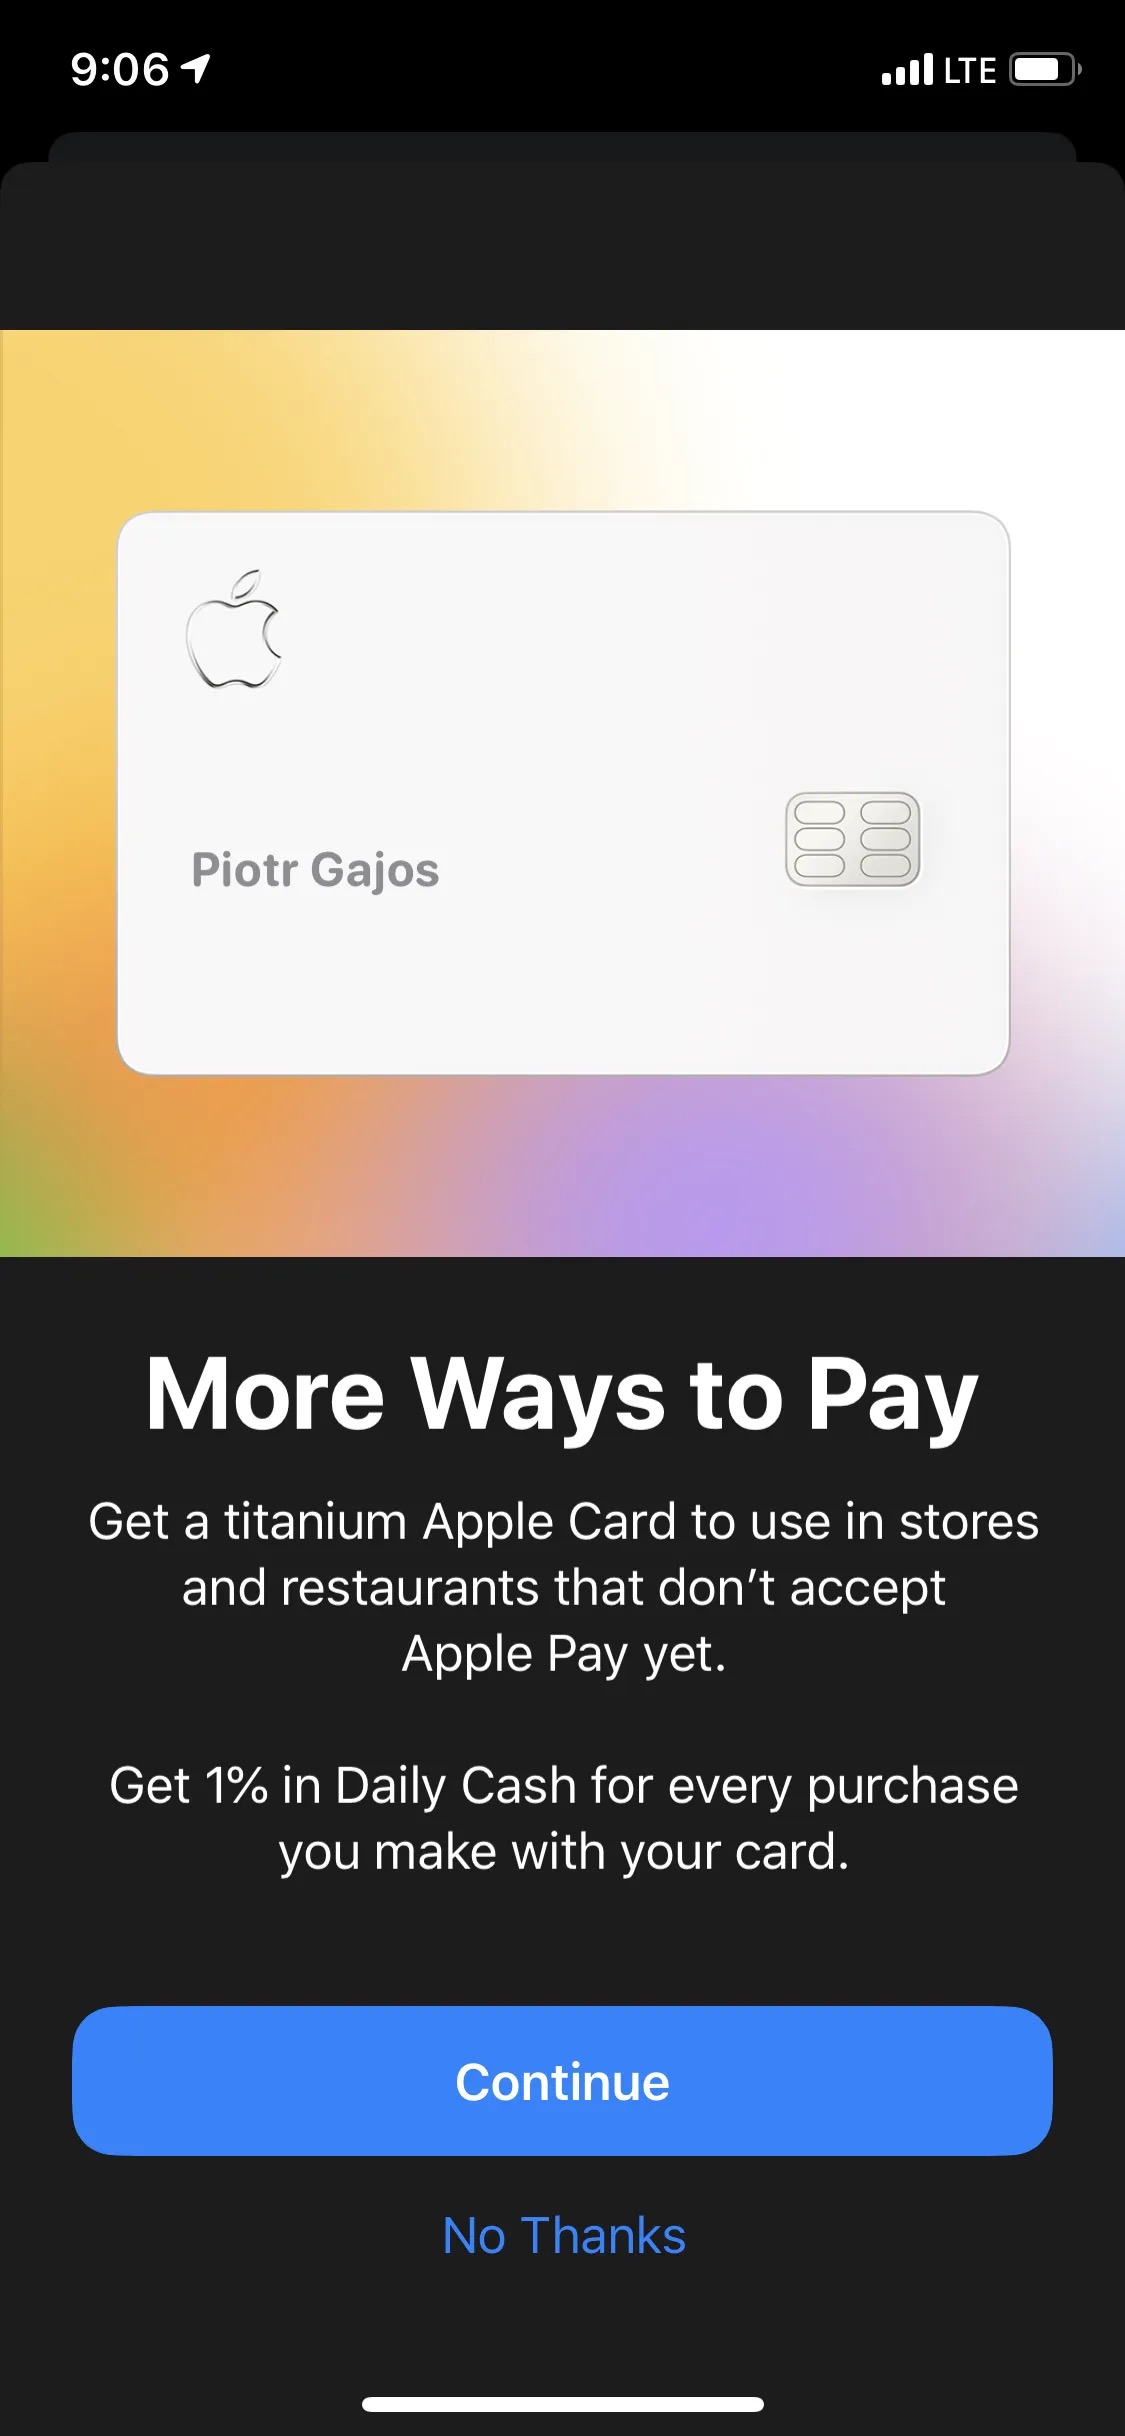 9:06 LTE
Piotr Gajos
More Ways to Pay
Get a titanium Apple Card to use in stores
and restaurants that don’t accept
Apple Pay yet.
Get 1% in Daily Cash for every purchase
you make with your card.
Continue
No Thanks